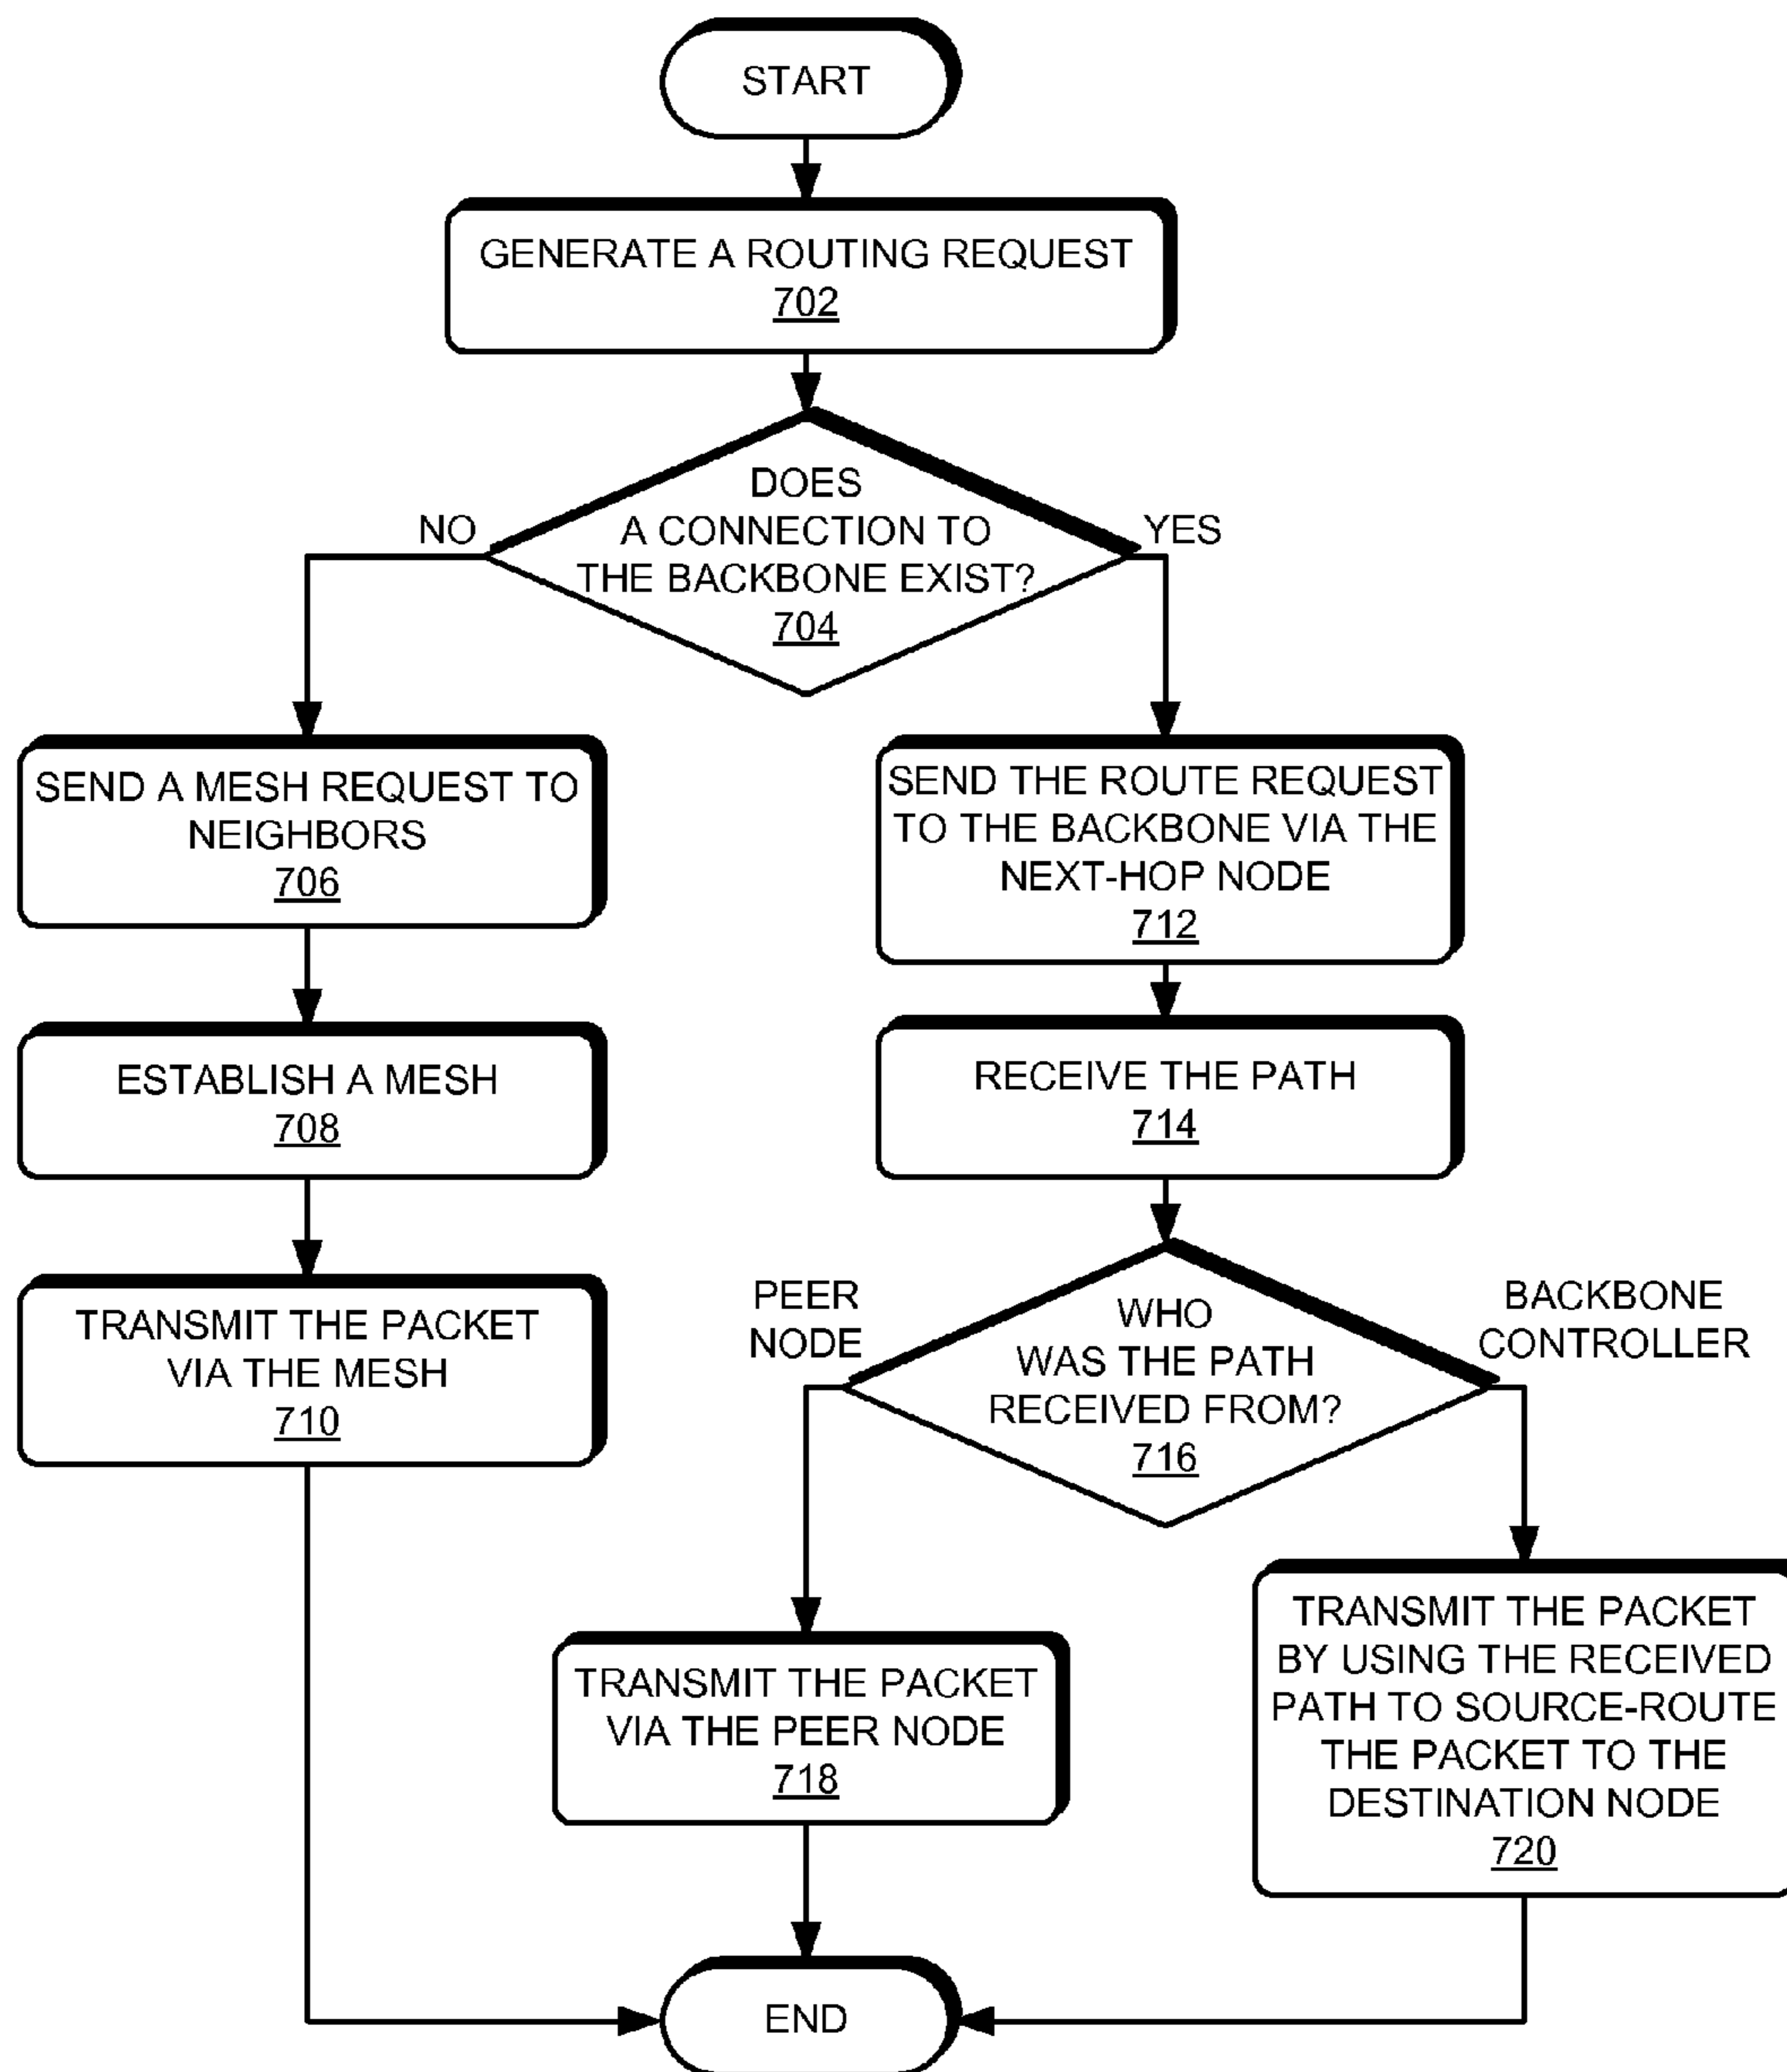 START
GENERATE A ROUTING REQUEST
702
DOES
A CONNECTION TO
THE BACKBONE EXIST?
704
NO
YES
SEND A MESH REQUEST TO
NEIGHBORS
706
SEND THE ROUTE REQUEST
TO THE BACKBONE VIA THE
NEXT-HOP NODE
712
ESTABLISH A MESH
708
RECEIVE THE PATH
714
TRANSMIT THE PACKET
VIA THE MESH
710
PEER
NODE
WHO
WAS THE PATH
RECEIVED FROM?
716
BACKBONE
CONTROLLER
TRANSMIT THE PACKET
VIA THE PEER NODE
718
TRANSMIT THE PACKET
BY USING THE RECEIVED
PATH TO SOURCE-ROUTE
THE PACKET TO THE
DESTINATION NODE
720
END